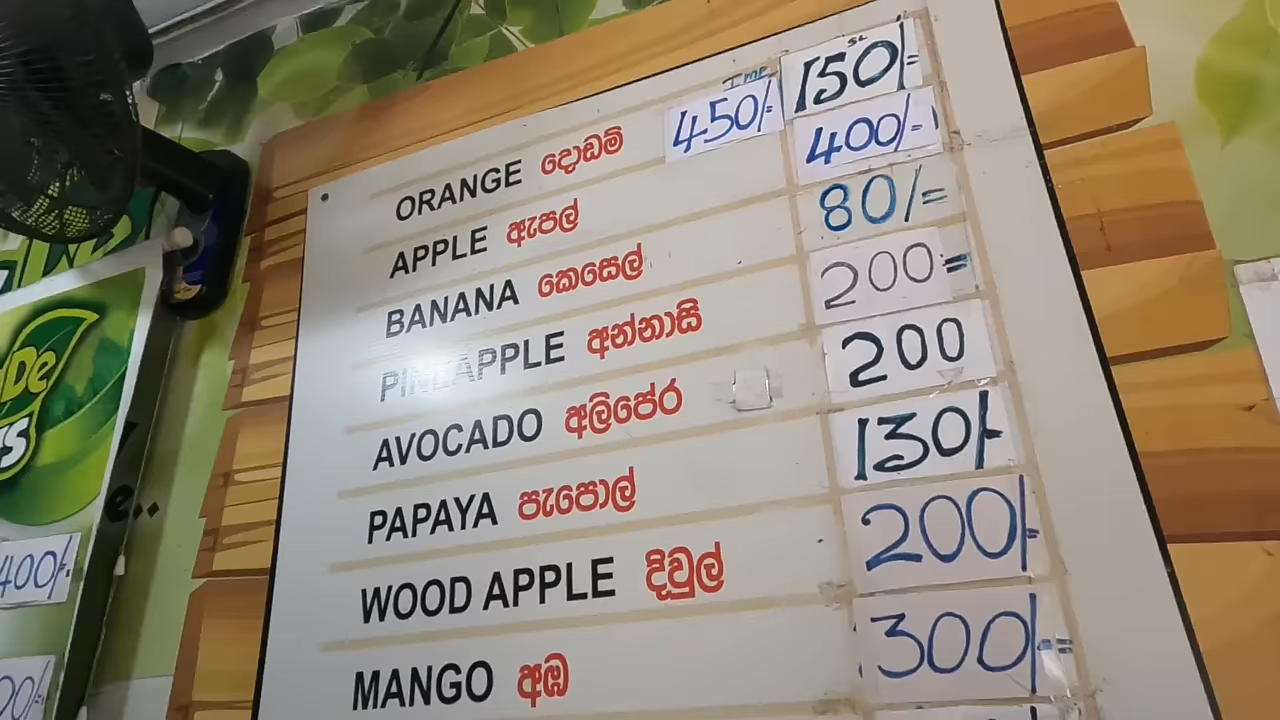 IMP SL
ORANGE දොඩම් 450/= 150/=
APPLE ඇපල් 400/=
BANANA කෙසෙල් 80/=
PINEAPPLE අන්නාසි 200=
AVOCADO අලිපේර 200
PAPAYA පැපොල් 130/-
WOOD APPLE දිවුල් 200/=
MANGO අඹ 300/=
De
400/-